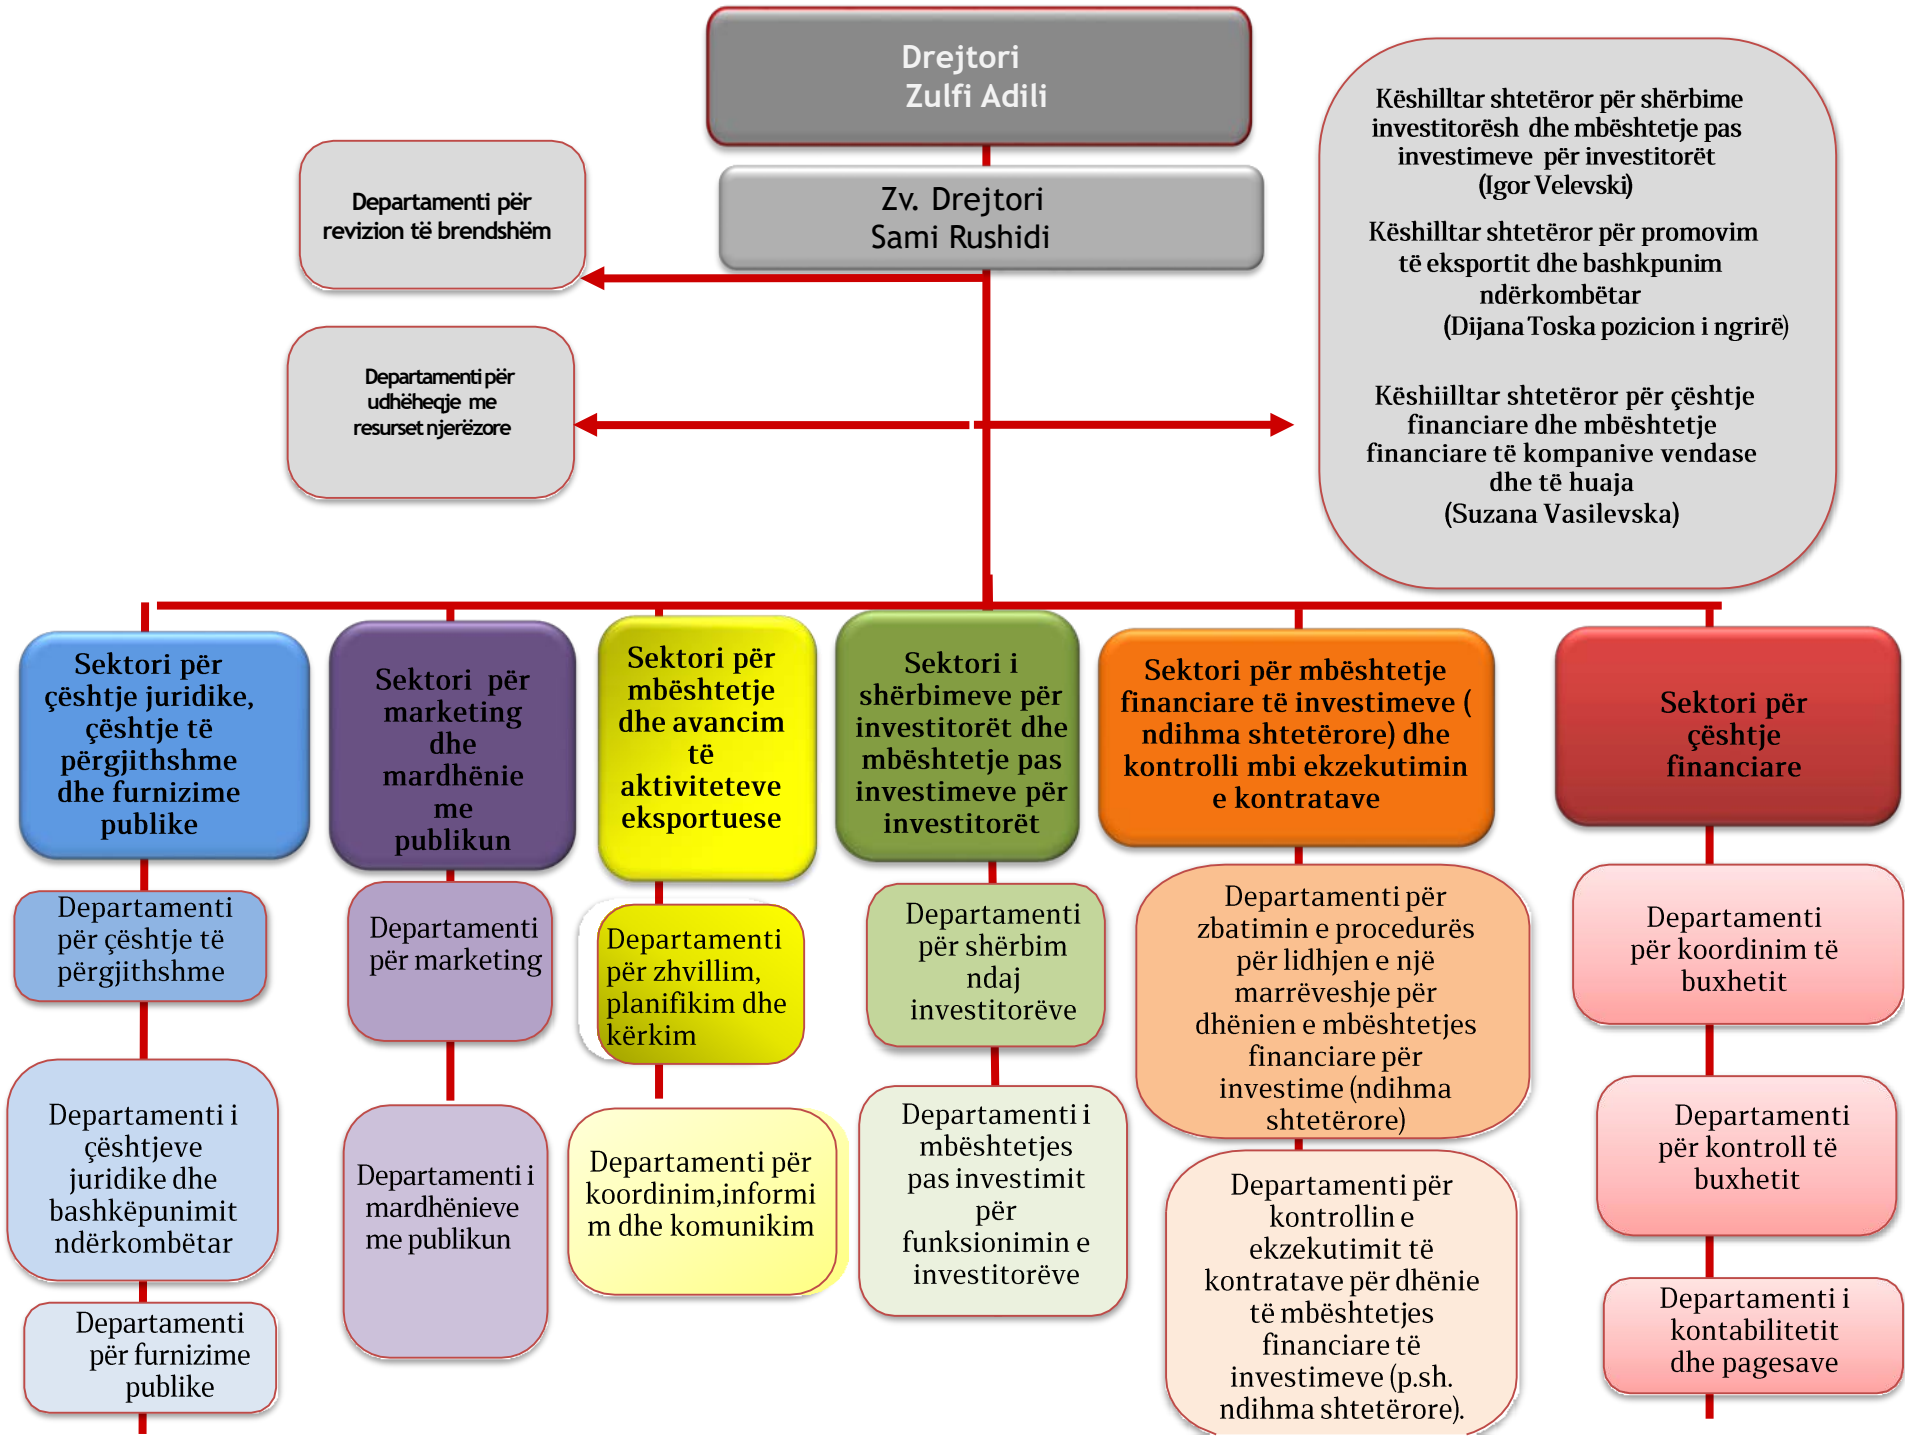 Drejtori
Zulfi Adili
Zv. Drejtori
Sami Rushidi
Departamenti për
revizion të brendshëm
Departamenti për
udhëheqje me
resurset njerëzore
Këshilltar shtetëror për shërbime
investitorësh dhe mbështetje pas
investimeve për investitorët
(Igor Velevski)
Këshilltar shtetëror për promovim
të eksportit dhe bashkpunim
ndërkombëtar
(Dijana Toska pozicion i ngrirë)
Këshiilltar shtetëror për çështje
financiare dhe mbështetje
financiare të kompanive vendase
dhe të huaja
(Suzana Vasilevska)
Sektori për
çështje juridike,
çështje të
përgjithshme
dhe furnizime
publike
Departamenti
për çështje të
përgjithshme
Departamenti i
çështjeve
juridike dhe
bashkëpunimit
ndërkombëtar
Departamenti
për furnizime
publike
Sektori për
marketing
dhe
mardhënie
me
publikun
Departamenti
për marketing
Departamenti i
mardhënieve
me publikun
Sektori për
mbështetje
dhe avancim
të
aktiviteteve
eksportuese
Departamenti
për zhvillim,
planifikim dhe
kërkim
Departamenti për
koordinim,informi
m dhe komunikim
Sektori i
shërbimeve për
investitorët dhe
mbështetje pas
investimeve për
investitorët
Departamenti
për shërbim
ndaj
investitorëve
Departamenti i
mbështetjes
pas investimit
për
funksionimin e
investitorëve
Sektori për mbështetje
financiare të investimeve (
ndihma shtetërore) dhe
kontrolli mbi ekzekutimin
e kontratave
Departamenti për
zbatimin e procedurës
për lidhjen e një
marrëveshje për
dhënien e mbështetjes
financiare për
investime (ndihma
shtetërore)
Departamenti për
kontrollin e
ekzekutimit të
kontratave për dhënie
të mbështetjes
financiare të
investimeve (p.sh.
ndihma shtetërore).
Sektori për
çështje
financiare
Departamenti
për koordinim të
buxhetit
Departamenti
për kontroll të
buxhetit
Departamenti i
kontabilitetit
dhe pagesave